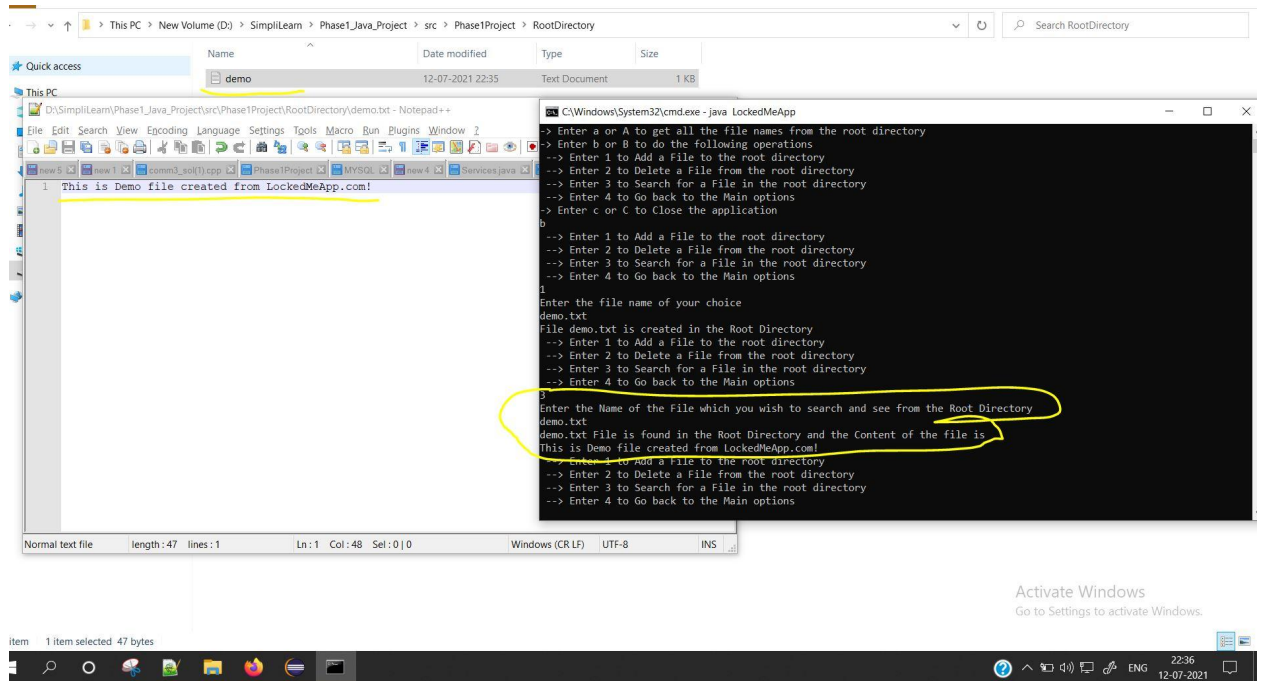 This PC > New Volume (D:) > SimpliLearn > Phase1_Java_Project > src > Phase1Project > RootDirectory
Search RootDirectory
Name Date modified Type Size
Quick access
demo 12-07-2021 22:35 Text Document 1 KB
This PC
D:\SimpliLearn\Phase1_Java_Project\src\Phase1Project\RootDirectory\demo.txt - Notepad++
File Edit Search View Encoding Language Settings Tools Macro Run Plugins Window ?
new 5 new 1 comm3_sol(1).cpp Phase1Project MYSQL new 4 Services.java
1 This is Demo file created from LockedMeApp.com!
Normal text file length : 47 lines : 1 Ln : 1 Col : 48 Sel : 0 | 0 Windows (CR LF) UTF-8 INS
C:\Windows\System32\cmd.exe - java LockedMeApp
-> Enter a or A to get all the file names from the root directory
-> Enter b or B to do the following operations
--> Enter 1 to Add a File to the root directory
--> Enter 2 to Delete a File from the root directory
--> Enter 3 to Search for a File in the root directory
--> Enter 4 to Go back to the Main options
-> Enter c or C to Close the application
b
--> Enter 1 to Add a File to the root directory
--> Enter 2 to Delete a File from the root directory
--> Enter 3 to Search for a File in the root directory
--> Enter 4 to Go back to the Main options
1
Enter the file name of your choice
demo.txt
File demo.txt is created in the Root Directory
--> Enter 1 to Add a File to the root directory
--> Enter 2 to Delete a File from the root directory
--> Enter 3 to Search for a File in the root directory
--> Enter 4 to Go back to the Main options
3
Enter the Name of the File which you wish to search and see from the Root Directory
demo.txt
demo.txt File is found in the Root Directory and the Content of the file is
This is Demo file created from LockedMeApp.com!
--> Enter 1 to Add a File to the root directory
--> Enter 2 to Delete a File from the root directory
--> Enter 3 to Search for a File in the root directory
--> Enter 4 to Go back to the Main options
Activate Windows
Go to Settings to activate Windows.
item 1 item selected 47 bytes
ENG
22:36
12-07-2021